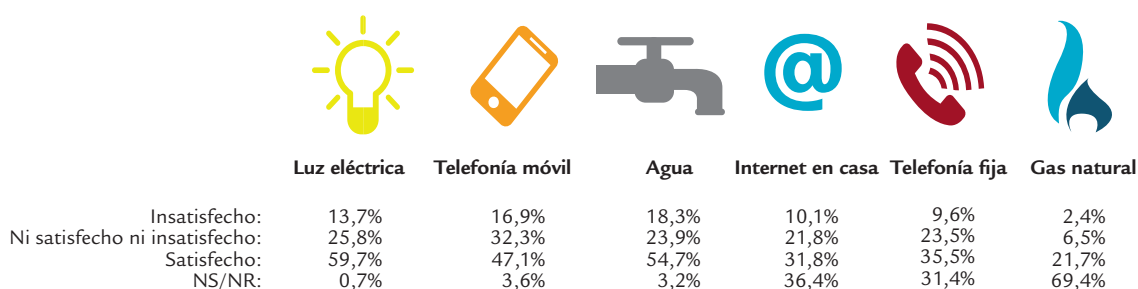 @
Luz eléctrica Telefonía móvil Agua Internet en casa Telefonía fija Gas natural
Insatisfecho: 13,7% 16,9% 18,3% 10,1% 9,6% 2,4%
Ni satisfecho ni insatisfecho: 25,8% 32,3% 23,9% 21,8% 23,5% 6,5%
Satisfecho: 59,7% 47,1% 54,7% 31,8% 35,5% 21,7%
NS/NR: 0,7% 3,6% 3,2% 36,4% 31,4% 69,4%